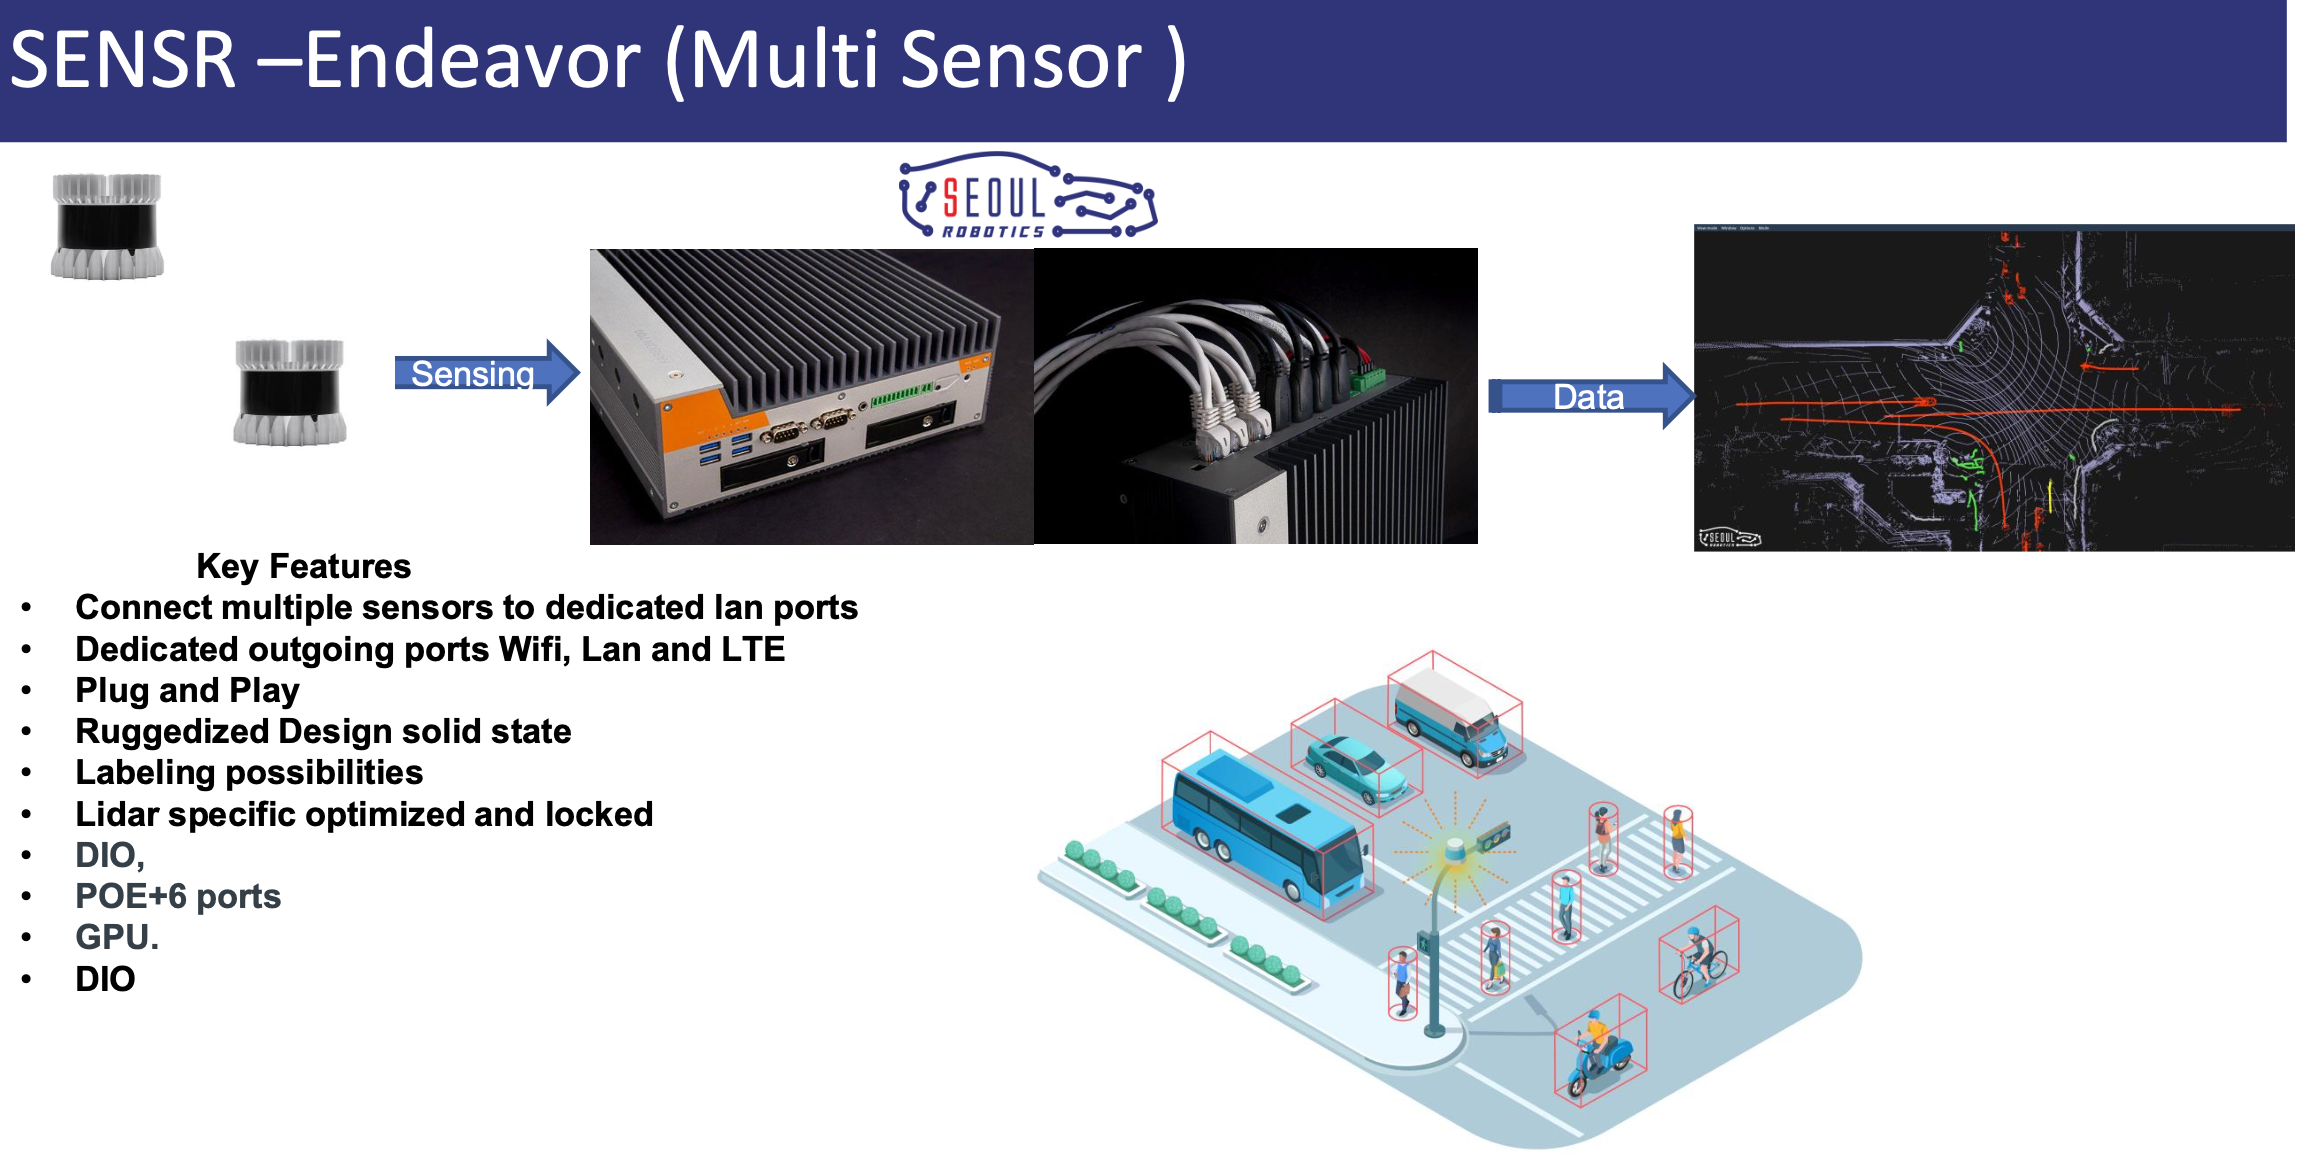 SENSR –Endeavor (Multi Sensor )
SEOUL
ROBOTICS
Sensing
Data
SEOUL
ROBOTICS
Key Features
• Connect multiple sensors to dedicated lan ports
• Dedicated outgoing ports Wifi, Lan and LTE
• Plug and Play
• Ruggedized Design solid state
• Labeling possibilities
• Lidar specific optimized and locked
• DIO,
• POE+6 ports
• GPU.
• DIO